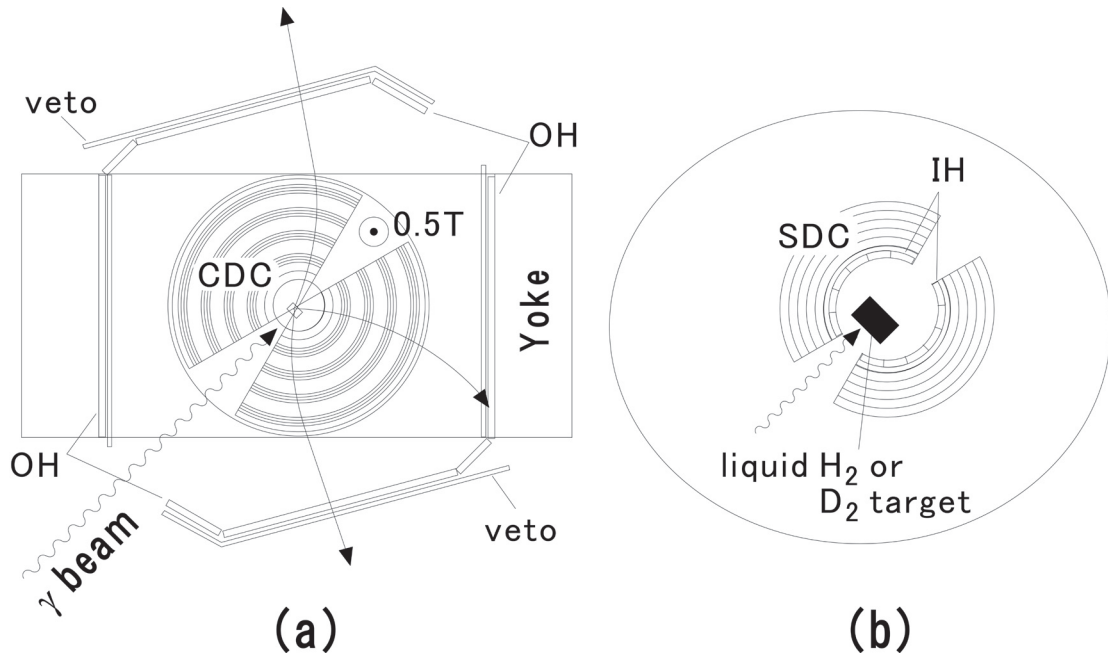 veto
OH
0.5T
CDC
Yoke
OH
γ beam
veto
(a)
IH
SDC
liquid H₂ or
D₂ target
(b)